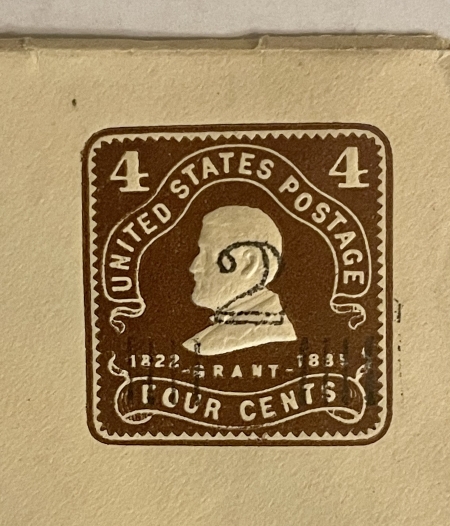 4 4
UNITED STATES POSTAGE
2
1822 -GRANT- 1885
FOUR CENTS